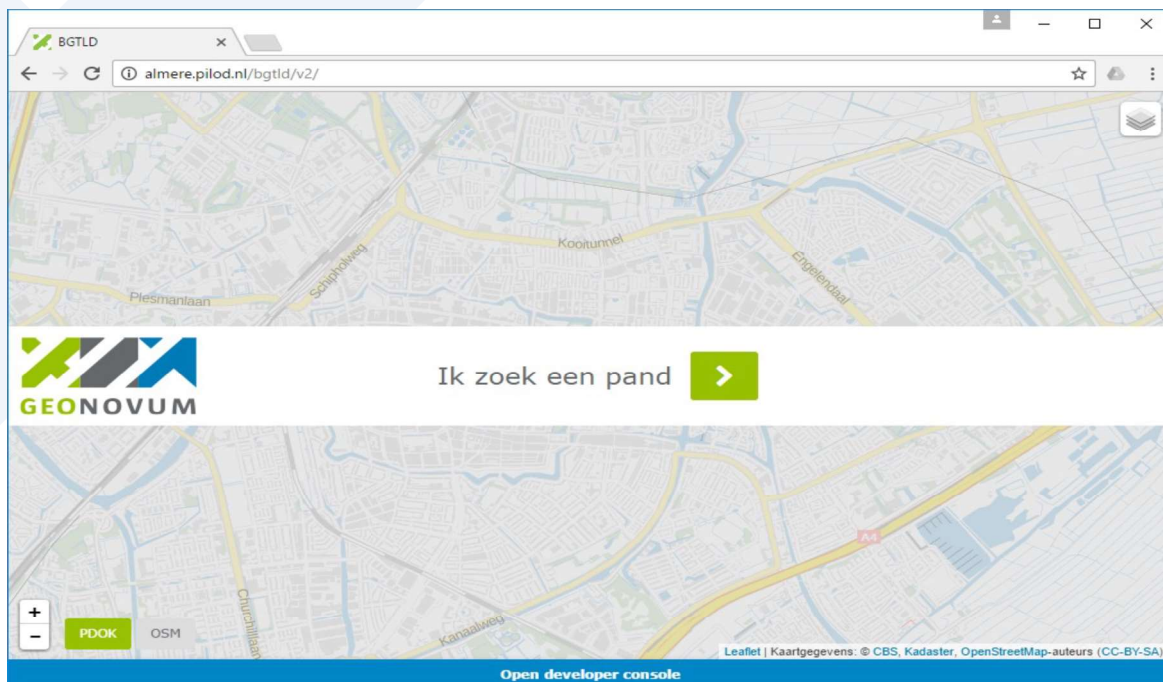 BGTLD
almere.pilod.nl/bgtld/v2/
Kooitunnel
Engelendaal
Schipholweg
Plesmanlaan
GEONOVUM
Ik zoek een pand
A4
Churchilllaan
Kanaalweg
+
−
PDOK
OSM
Leaflet | Kaartgegevens: © CBS, Kadaster, OpenStreetMap-auteurs (CC-BY-SA)
Open developer console